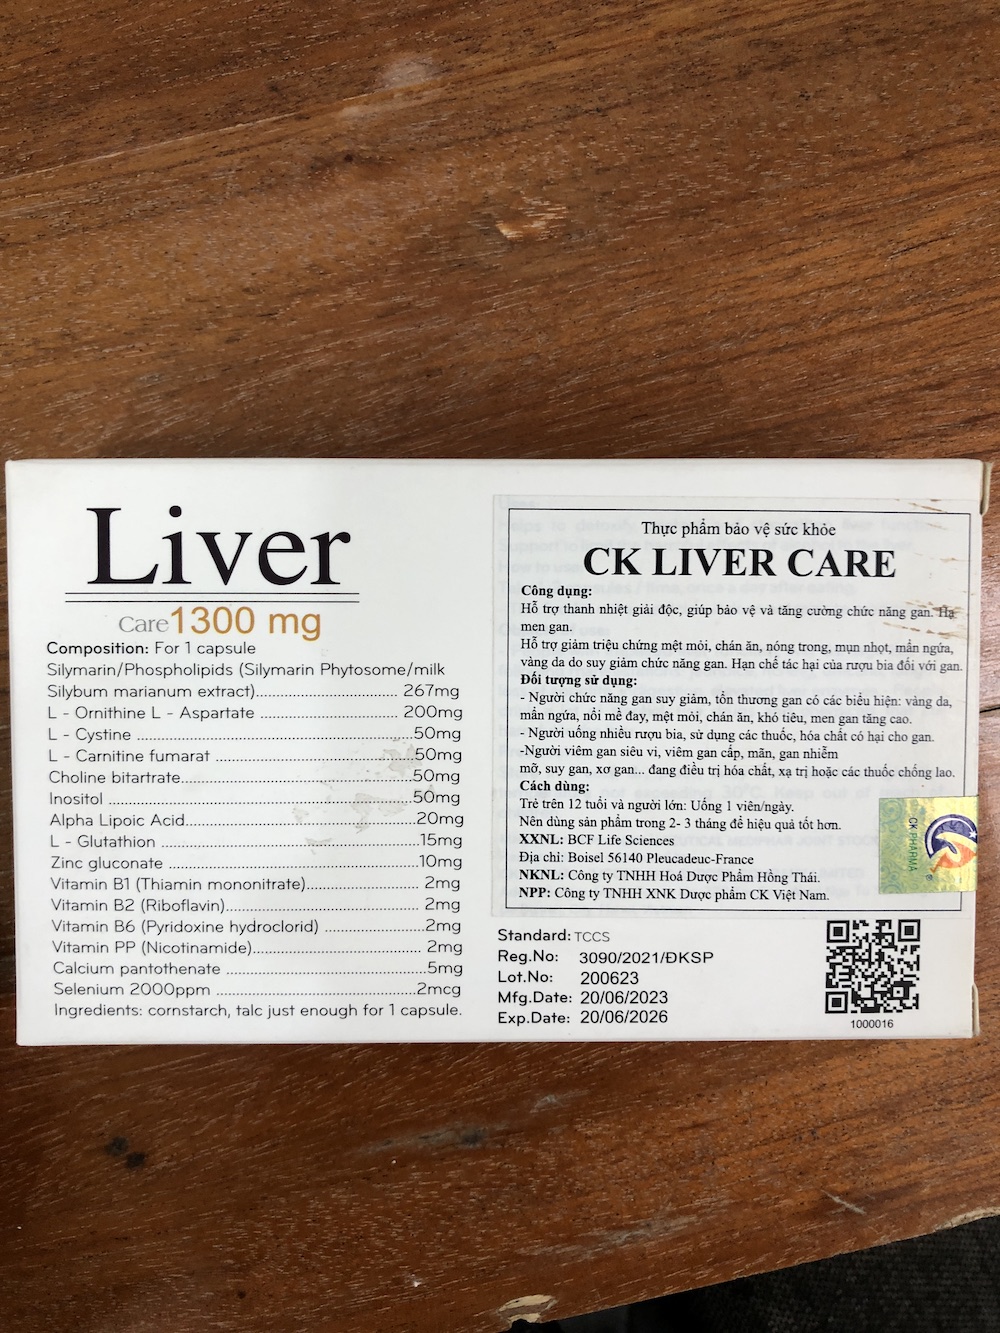 Liver
Care 1300 mg
Composition: For 1 capsule
Silymarin/Phospholipids (Silymarin Phytosome/milk
Silybum marianum extract)........................ 267mg
L - Ornithine L - Aspartate ........................ 200mg
L - Cystine ........................50mg
L - Carnitine fumarat ........................50mg
Choline bitartrate........................50mg
Inositol ........................50mg
Alpha Lipoic Acid........................20mg
L - Glutathion ........................15mg
Zinc gluconate ........................10mg
Vitamin B1 (Thiamin mononitrate)........................ 2mg
Vitamin B2 (Riboflavin)........................ 2mg
Vitamin B6 (Pyridoxine hydroclorid) ........................2mg
Vitamin PP (Nicotinamide)........................ 2mg
Calcium pantothenate ........................5mg
Selenium 2000ppm ........................2mcg
Ingredients: cornstarch, talc just enough for 1 capsule.
Thực phẩm bảo vệ sức khỏe
CK LIVER CARE
Công dụng:
Hỗ trợ thanh nhiệt giải độc, giúp bảo vệ và tăng cường chức năng gan. Hạ
men gan.
Hỗ trợ giảm triệu chứng mệt mỏi, chán ăn, nóng trong, mụn nhọt, mẩn ngứa,
vàng da do suy giảm chức năng gan. Hạn chế tác hại của rượu bia đối với gan.
Đối tượng sử dụng:
- Người chức năng gan suy giảm, tổn thương gan có các biểu hiện: vàng da,
mẩn ngứa, nổi mề đay, mệt mỏi, chán ăn, khó tiêu, men gan tăng cao.
- Người uống nhiều rượu bia, sử dụng các thuốc, hóa chất có hại cho gan.
-Người viêm gan siêu vi, viêm gan cấp, mãn, gan nhiễm
mỡ, suy gan, xơ gan... đang điều trị hóa chất, xạ trị hoặc các thuốc chống lao.
Cách dùng:
Trẻ trên 12 tuổi và người lớn: Uống 1 viên/ngày.
Nên dùng sản phẩm trong 2- 3 tháng để hiệu quả tốt hơn.
XXNL: BCF Life Sciences
Địa chỉ: Boisel 56140 Pleucadeuc-France
NKNL: Công ty TNHH Hoá Dược Phẩm Hồng Thái.
NPP: Công ty TNHH XNK Dược phẩm CK Việt Nam.
CK PHARMA
®
Standard: TCCS
Reg.No: 3090/2021/ĐKSP
Lot.No: 200623
Mfg.Date: 20/06/2023
Exp.Date: 20/06/2026
1000016